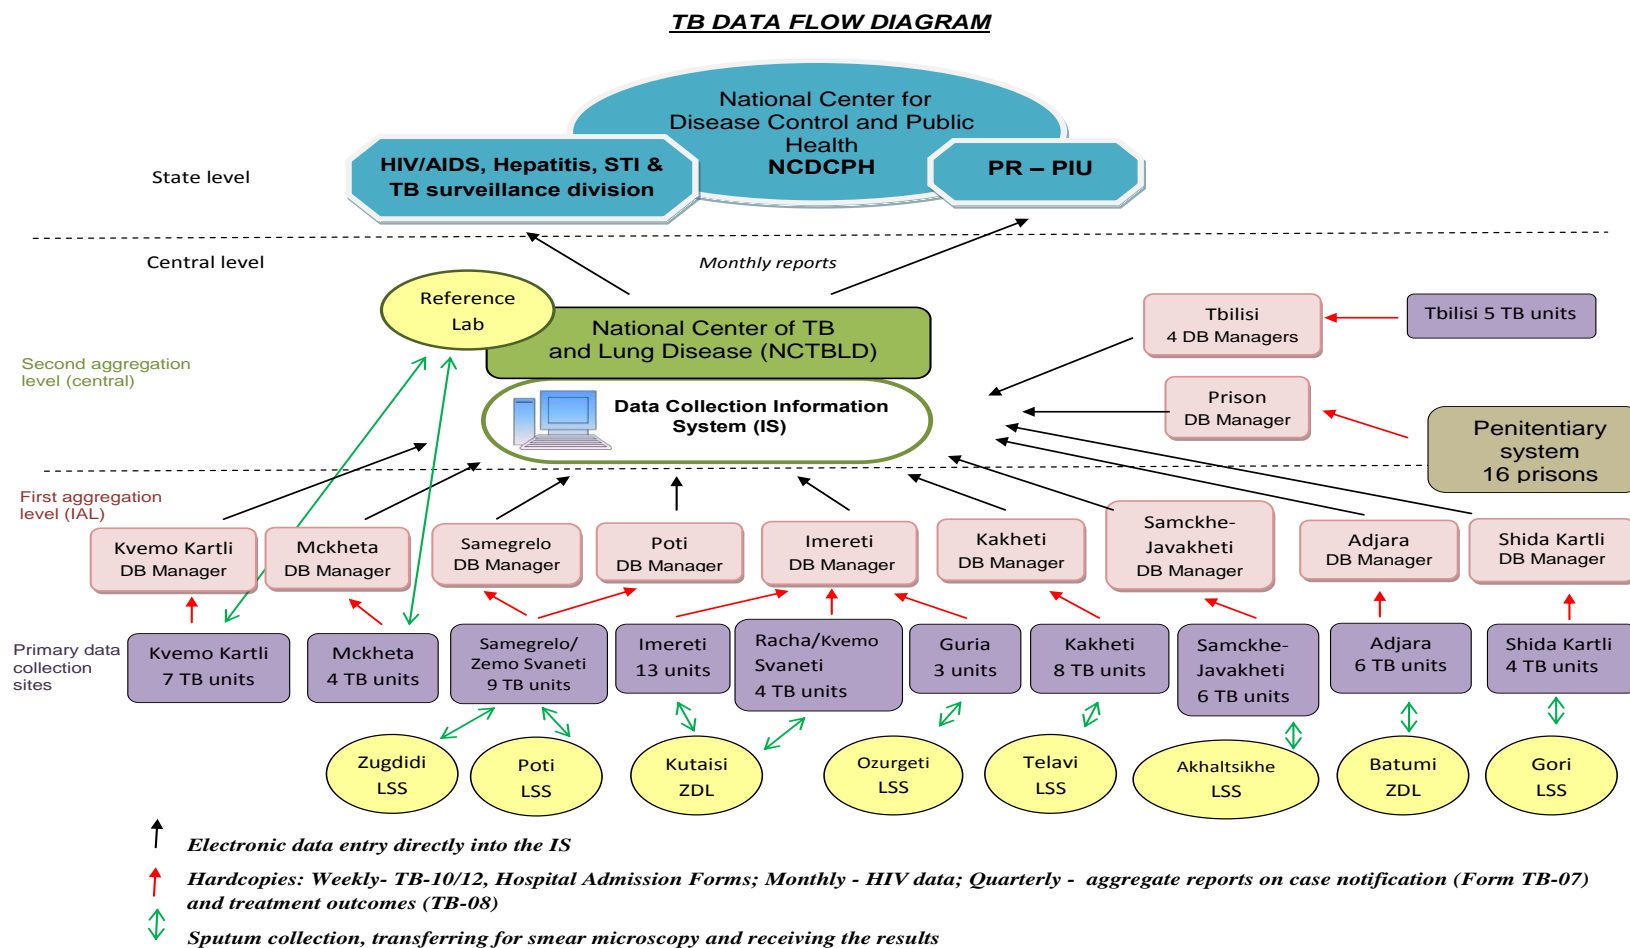 TB DATA FLOW DIAGRAM
National Center for
Disease Control and Public
Health
NCDCPH
HIV/AIDS, Hepatitis, STI &
TB surveillance division
PR – PIU
State level
Central level
Monthly reports
Reference
Lab
National Center of TB
and Lung Disease (NCTBLD)
Tbilisi
4 DB Managers
Tbilisi 5 TB units
Second aggregation
level (central)
Data Collection Information
System (IS)
Prison
DB Manager
Penitentiary
system
16 prisons
First aggregation
level (IAL)
Kvemo Kartli
DB Manager
Mckheta
DB Manager
Samegrelo
DB Manager
Poti
DB Manager
Imereti
DB Manager
Kakheti
DB Manager
Samckhe-
Javakheti
DB Manager
Adjara
DB Manager
Shida Kartli
DB Manager
Primary data
collection
sites
Kvemo Kartli
7 TB units
Mckheta
4 TB units
Samegrelo/
Zemo Svaneti
9 TB units
Imereti
13 units
Racha/Kvemo
Svaneti
4 TB units
Guria
3 units
Kakheti
8 TB units
Samckhe-
Javakheti
6 TB units
Adjara
6 TB units
Shida Kartli
4 TB units
Zugdidi
LSS
Poti
LSS
Kutaisi
ZDL
Ozurgeti
LSS
Telavi
LSS
Akhaltsikhe
LSS
Batumi
ZDL
Gori
LSS
Electronic data entry directly into the IS
Hardcopies: Weekly- TB-10/12, Hospital Admission Forms; Monthly - HIV data; Quarterly - aggregate reports on case notification (Form TB-07)
and treatment outcomes (TB-08)
Sputum collection, transferring for smear microscopy and receiving the results